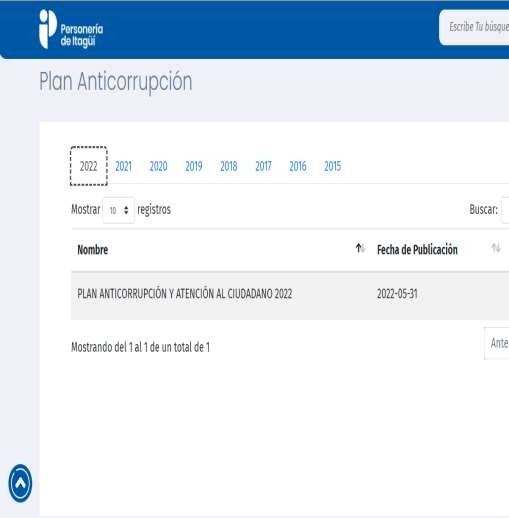 Personería
de Itagüí
Escribe Tu búsque
Plan Anticorrupción
2022 2021 2020 2019 2018 2017 2016 2015
Mostrar 10 registros
Buscar:
Nombre Fecha de Publicación
PLAN ANTICORRUPCIÓN Y ATENCIÓN AL CIUDADANO 2022 2022-05-31
Mostrando del 1 al 1 de un total de 1
Ante